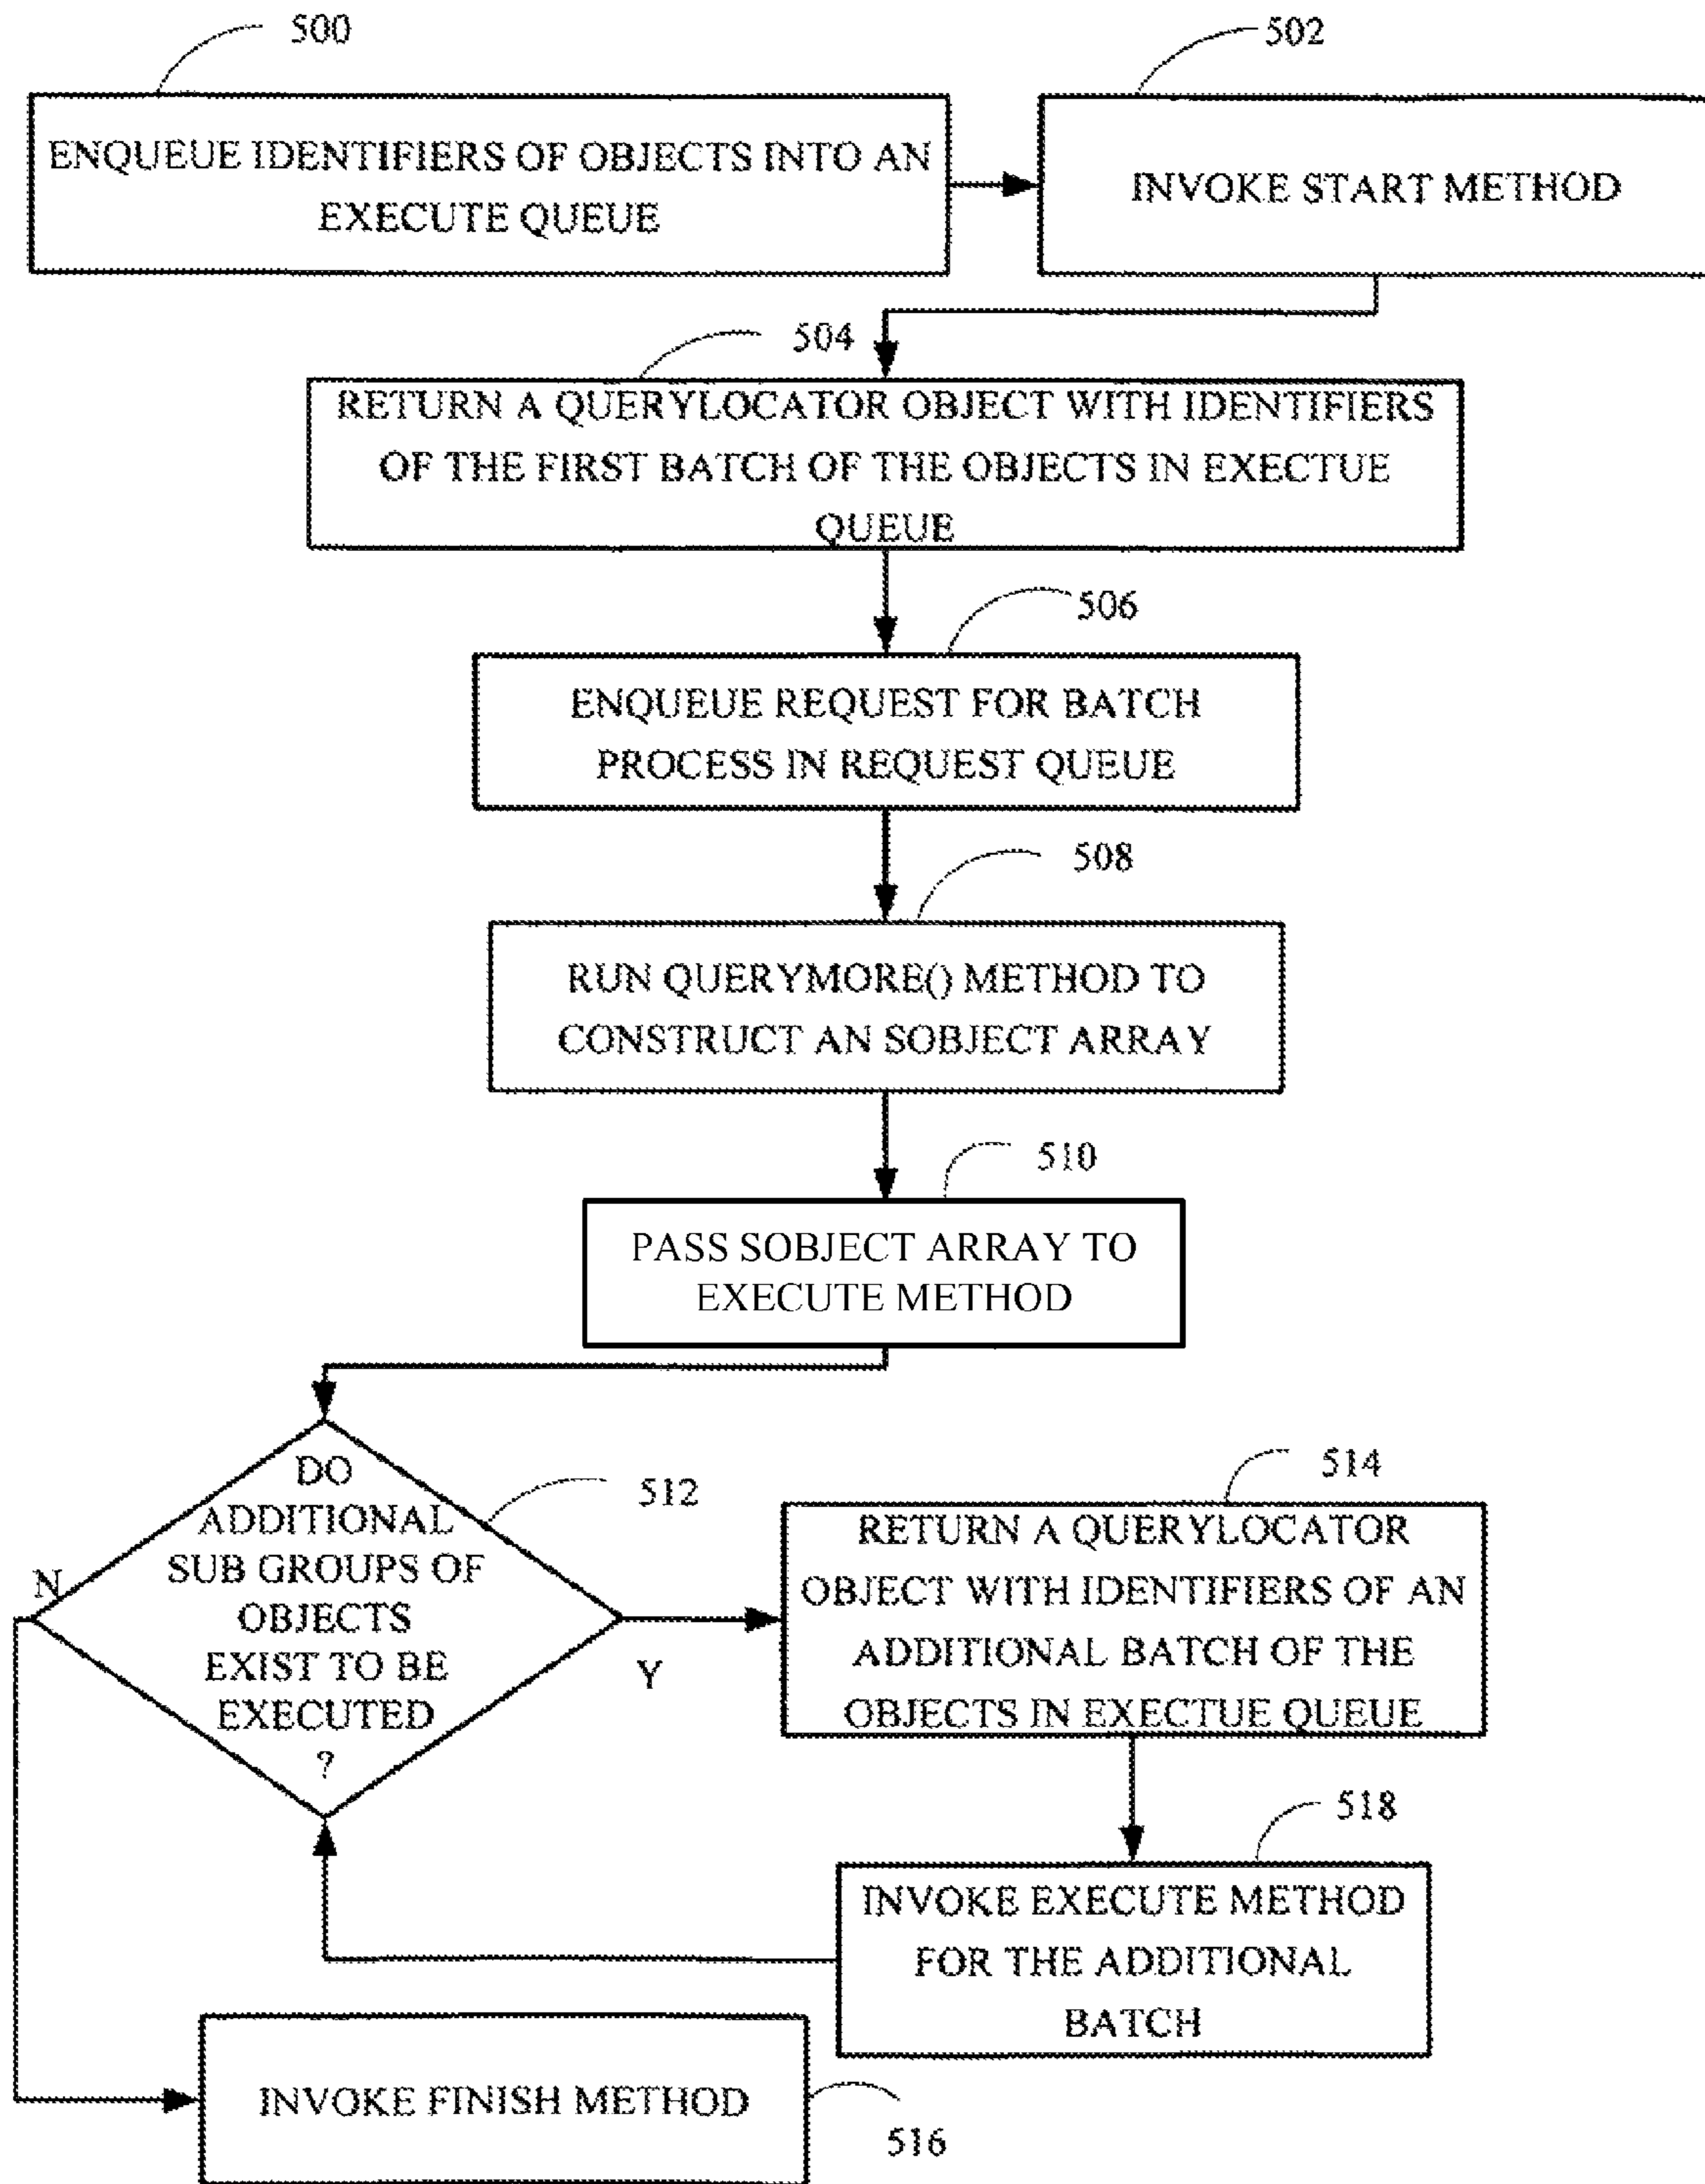 500
502
ENQUEUE IDENTIFIERS OF OBJECTS INTO AN
EXECUTE QUEUE
INVOKE START METHOD
504
RETURN A QUERYLOCATOR OBJECT WITH IDENTIFIERS
OF THE FIRST BATCH OF THE OBJECTS IN EXECTUE
QUEUE
506
ENQUEUE REQUEST FOR BATCH
PROCESS IN REQUEST QUEUE
508
RUN QUERYMORE() METHOD TO
CONSTRUCT AN SOBJECT ARRAY
510
PASS SOBJECT ARRAY TO
EXECUTE METHOD
DO
ADDITIONAL
SUB GROUPS OF
OBJECTS
EXIST TO BE
EXECUTED
?
512
N
Y
514
RETURN A QUERYLOCATOR
OBJECT WITH IDENTIFIERS OF AN
ADDITIONAL BATCH OF THE
OBJECTS IN EXECTUE QUEUE
518
INVOKE EXECUTE METHOD
FOR THE ADDITIONAL
BATCH
INVOKE FINISH METHOD
516